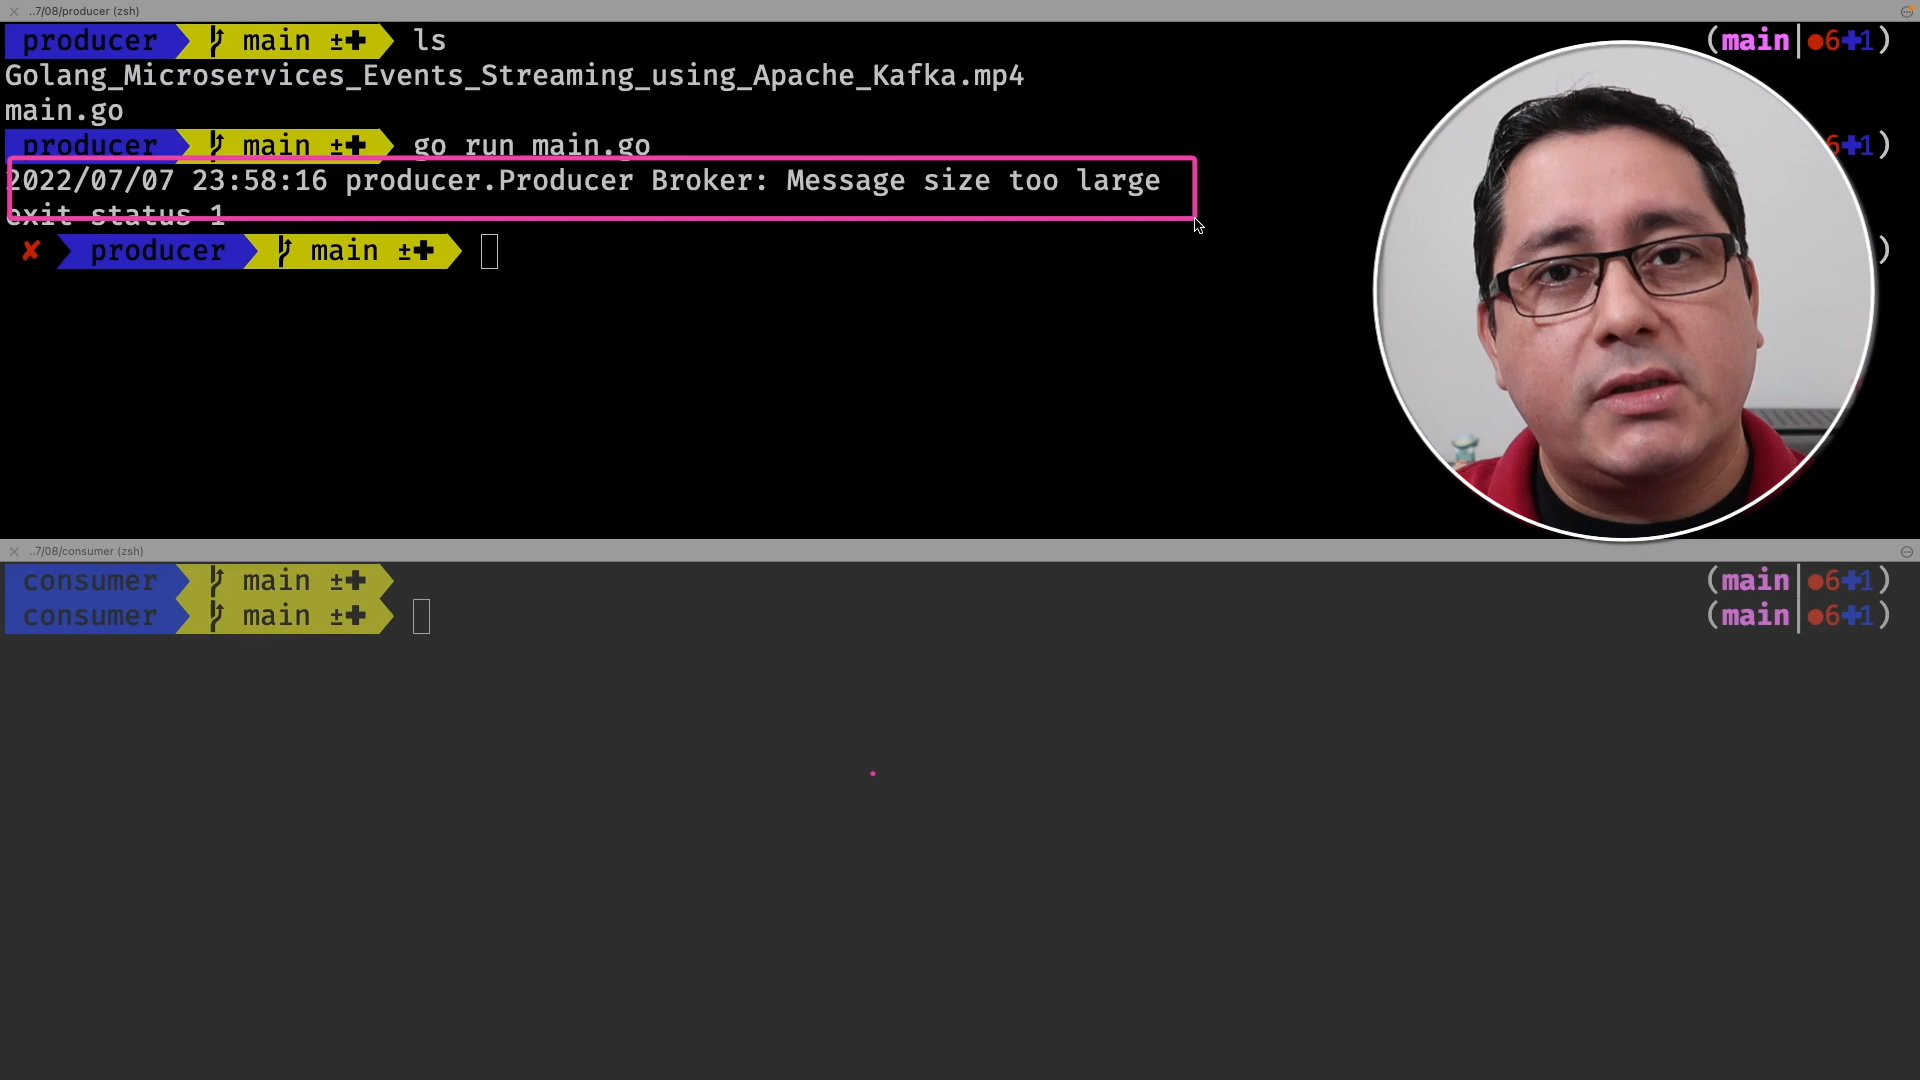 ..7/08/producer (zsh)
producer main ±✚ ls (main|●6✚1)
Golang_Microservices_Events_Streaming_using_Apache_Kafka.mp4
main.go
producer main ±✚ go run main.go 6✚1)
2022/07/07 23:58:16 producer.Producer Broker: Message size too large
exit status 1
✘ producer main ±✚ )
..7/08/consumer (zsh)
consumer main ±✚ (main|●6✚1)
consumer main ±✚ (main|●6✚1)